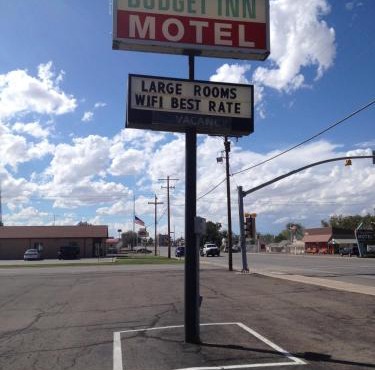 BUDGET INN
MOTEL
LARGE ROOMS
WIFI BEST RATE
VACANCY